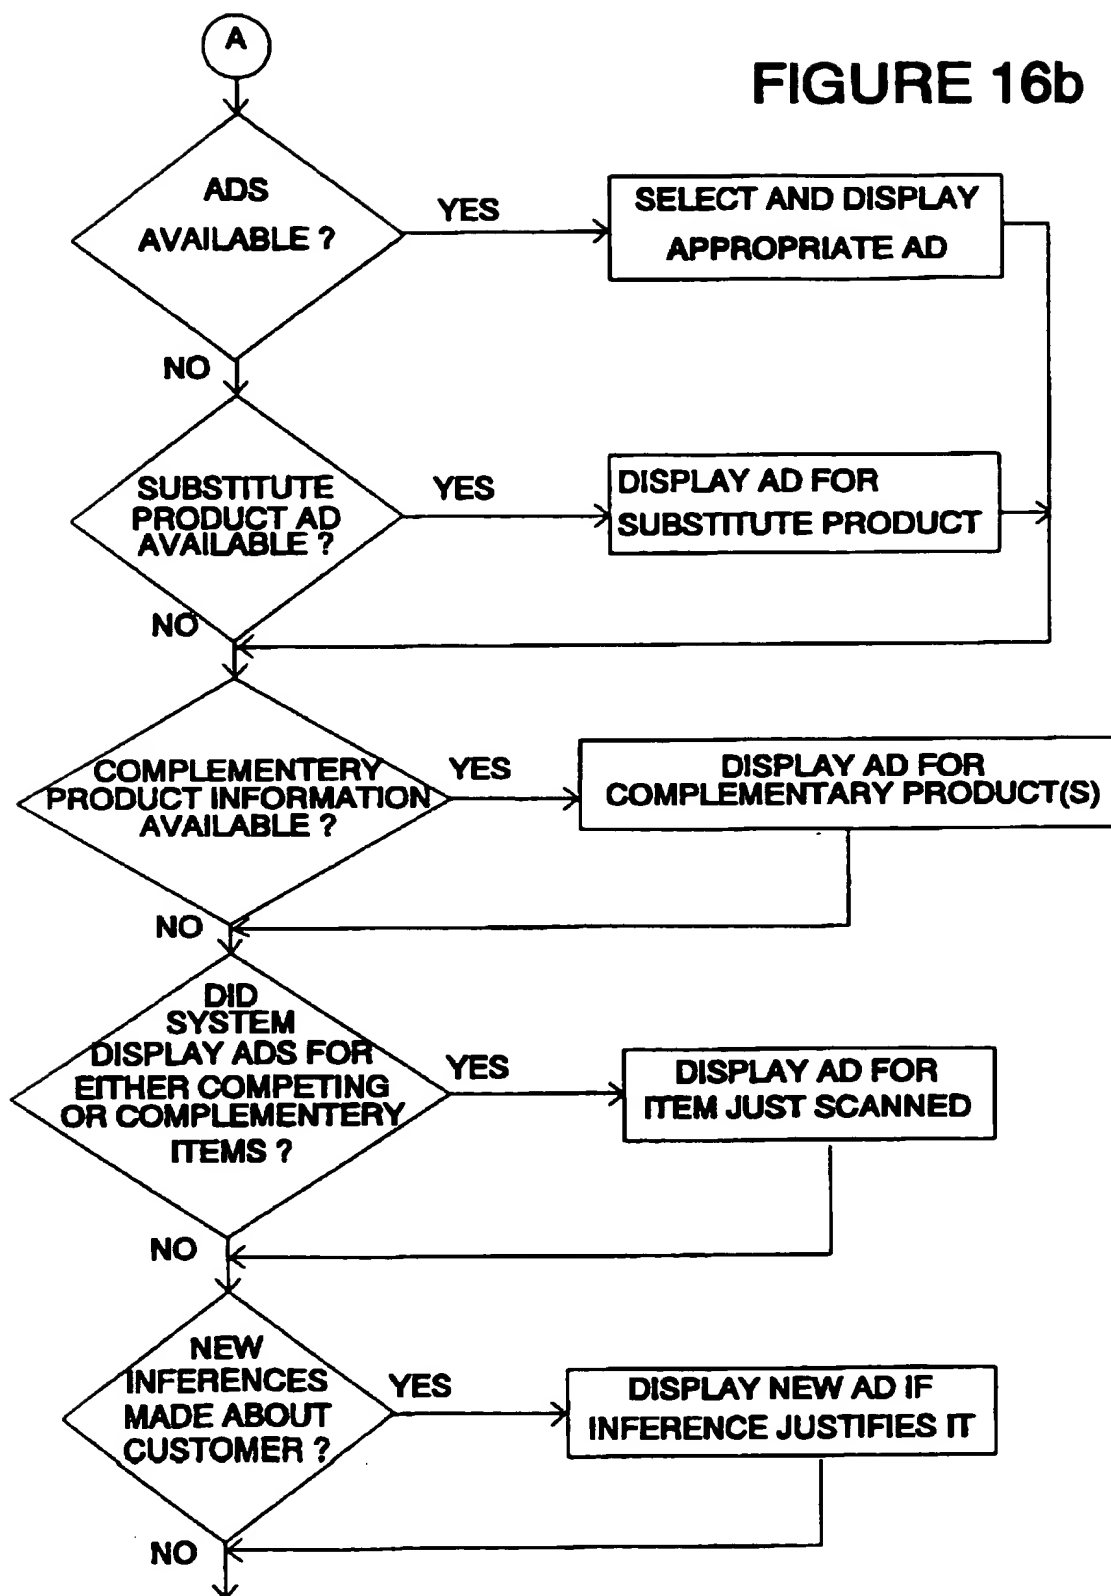 A
FIGURE 16b
ADS
AVAILABLE ?
YES
SELECT AND DISPLAY
APPROPRIATE AD
NO
SUBSTITUTE
PRODUCT AD
AVAILABLE ?
YES
DISPLAY AD FOR
SUBSTITUTE PRODUCT
NO
COMPLEMENTERY
PRODUCT INFORMATION
AVAILABLE ?
YES
DISPLAY AD FOR
COMPLEMENTARY PRODUCT(S)
NO
DID
SYSTEM
DISPLAY ADS FOR
EITHER COMPETING
OR COMPLEMENTERY
ITEMS ?
YES
DISPLAY AD FOR
ITEM JUST SCANNED
NO
NEW
INFERENCES
MADE ABOUT
CUSTOMER ?
YES
DISPLAY NEW AD IF
INFERENCE JUSTIFIES IT
NO